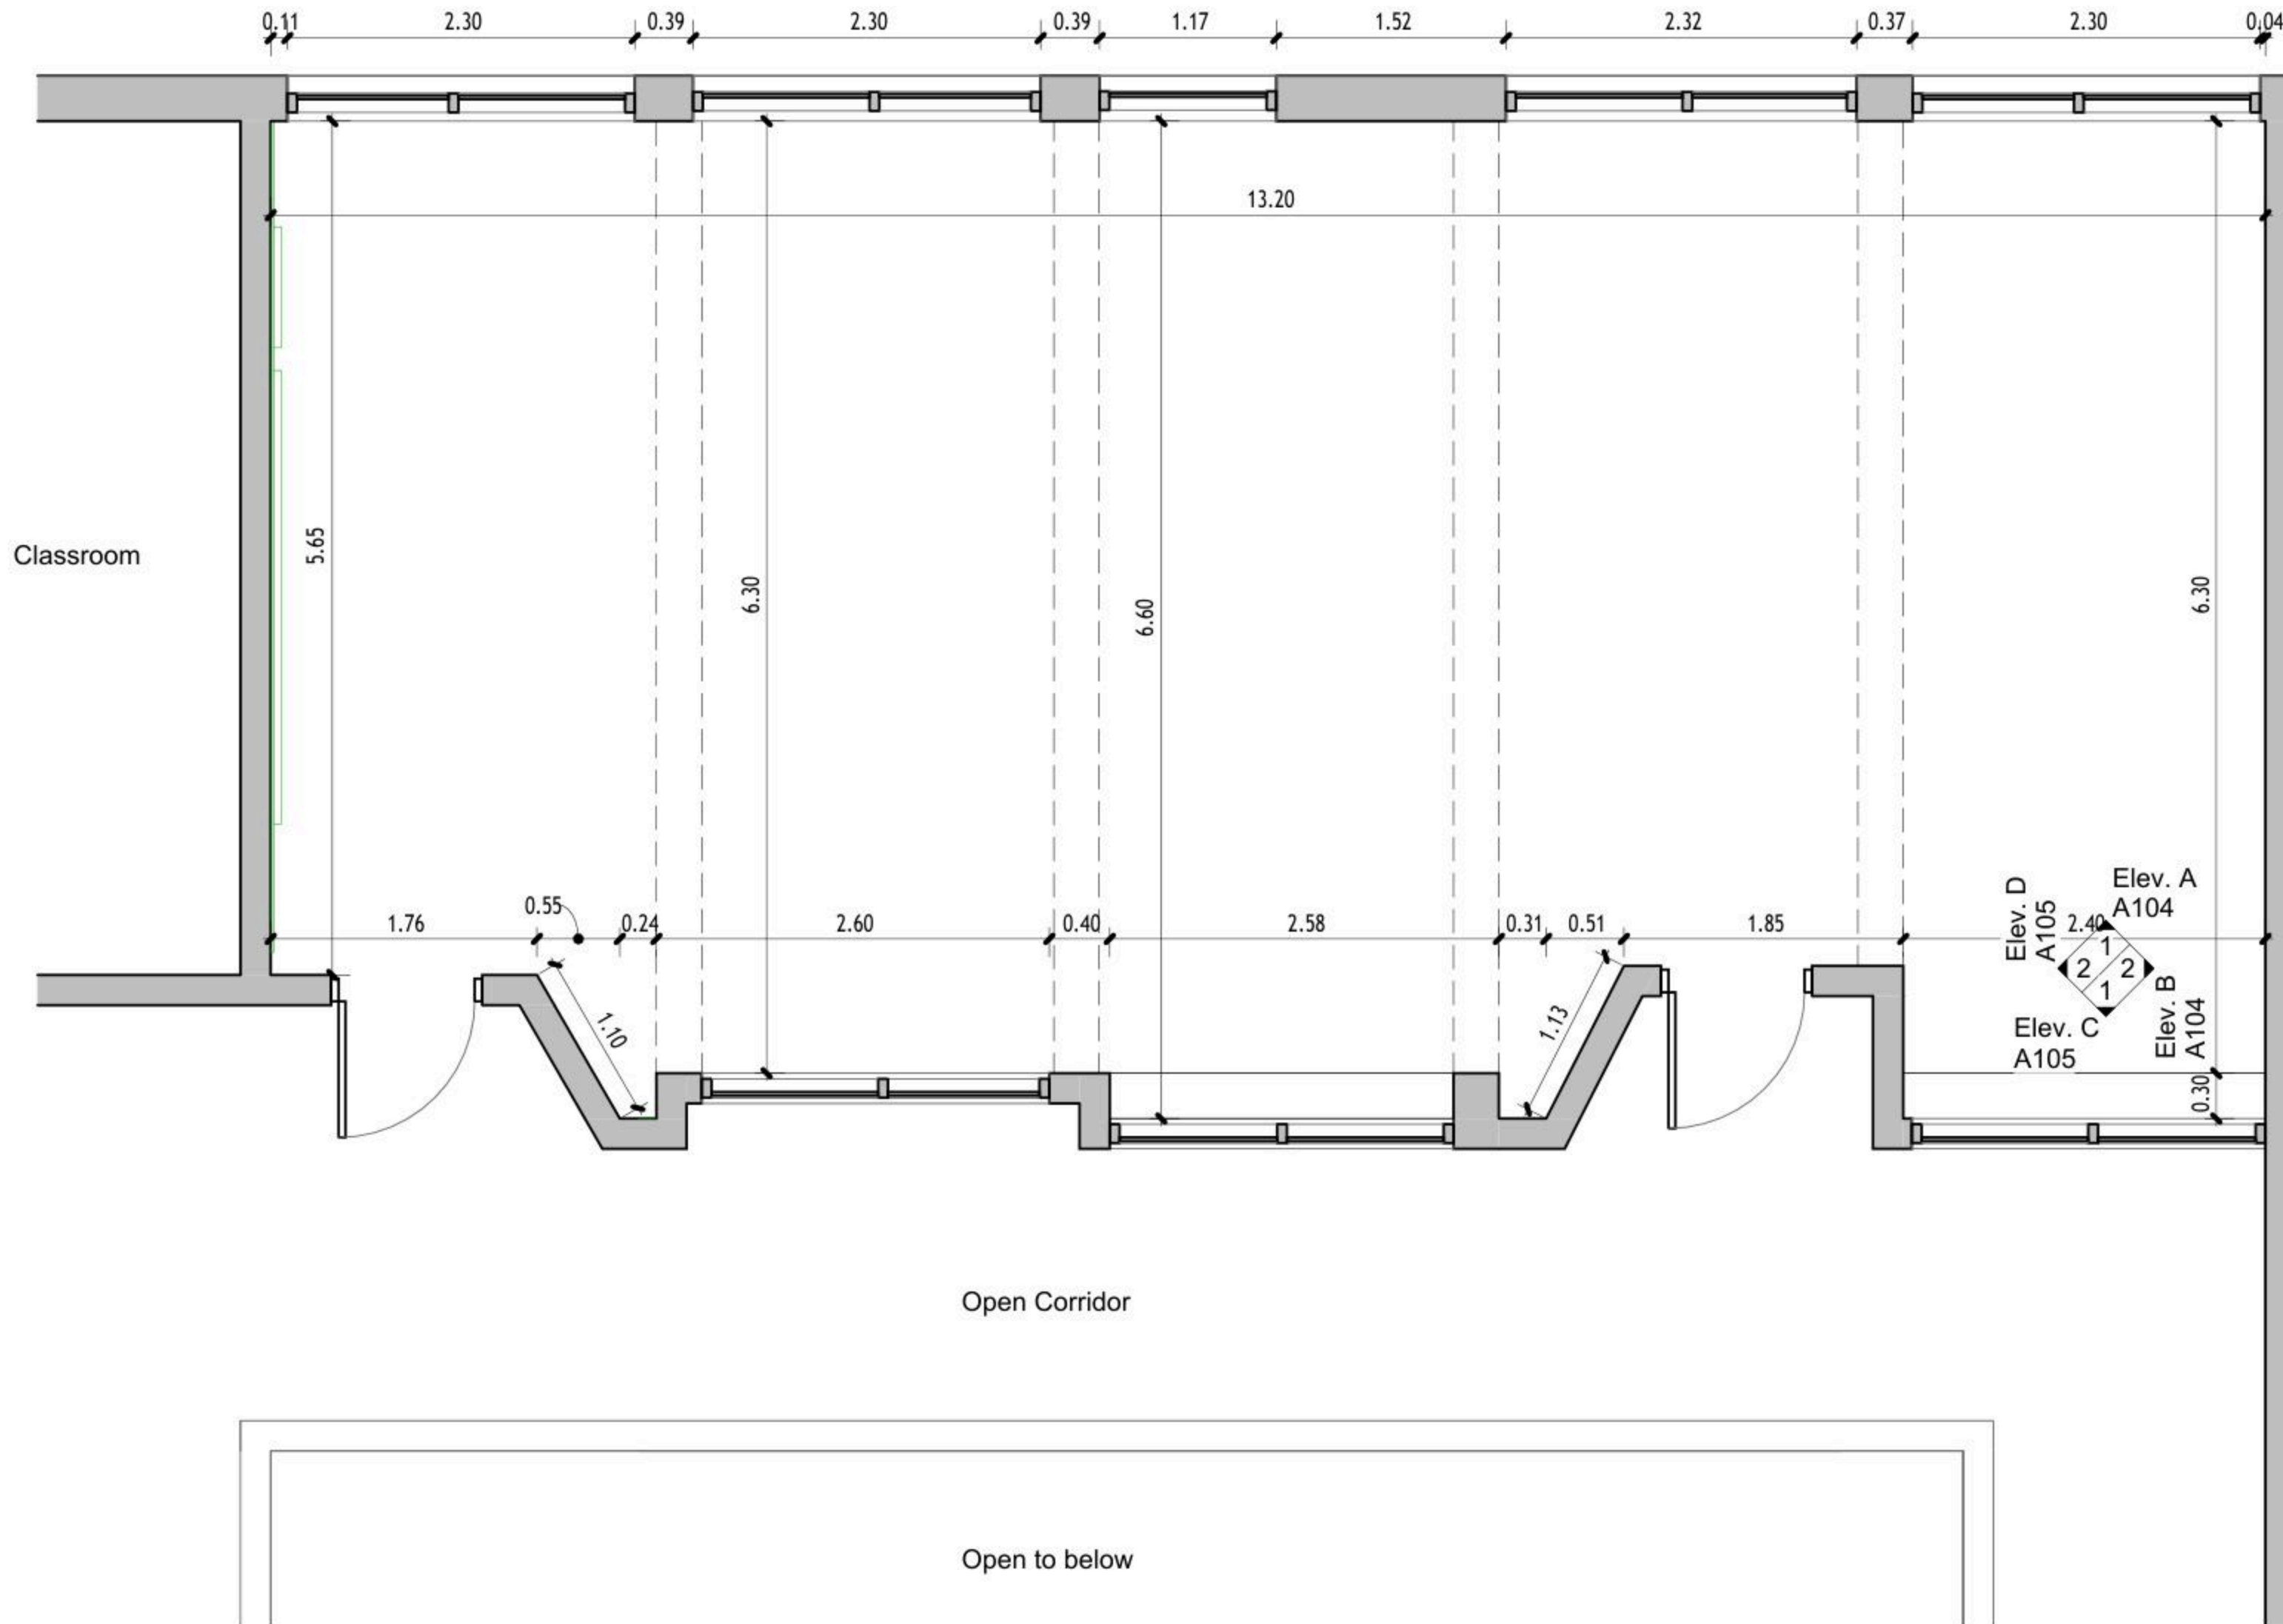 0.11 2.30 0.39 2.30 0.39 1.17 1.52 2.32 0.37 2.30 0.04
13.20
Classroom
5.65
6.30
6.60
6.30
1.76
0.55
0.24
2.60
0.40
2.58
0.31
0.51
1.85
2.40
Elev. D
A105
Elev. A
A104
1
2
2
1
Elev. C
A105
Elev. B
A104
1.10
1.13
0.30
Open Corridor
Open to below